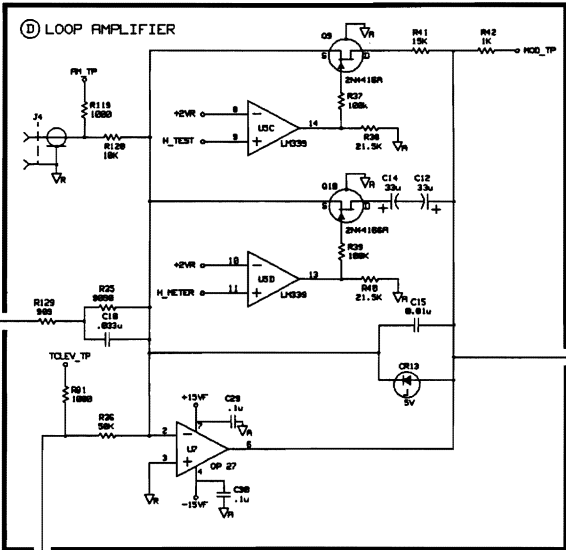 D LOOP AMPLIFIER
Q9
A
R41
15K
R42
1K
MOD_TP
S
D
2N4416A
AM_TP
R119
1000
J4
R120
10K
R
R37
100k
+2VR
8
U5C
14
H_TEST
9
LM339
R38
21.5K
A
Q10
A
C14
33u
C12
33u
S
D
2N4416A
+
+
R39
100K
+2VR
10
U5D
13
H_METER
11
LM339
R40
21.5K
A
R129
909
R35
9090
C10
.033u
C15
0.01u
TCLEV_TP
CR13
5V
R91
1000
+15VF
C29
.1u
A
R36
50K
7
2
U7
6
3
OP 27
4
R
-15VF
C30
.1u
A